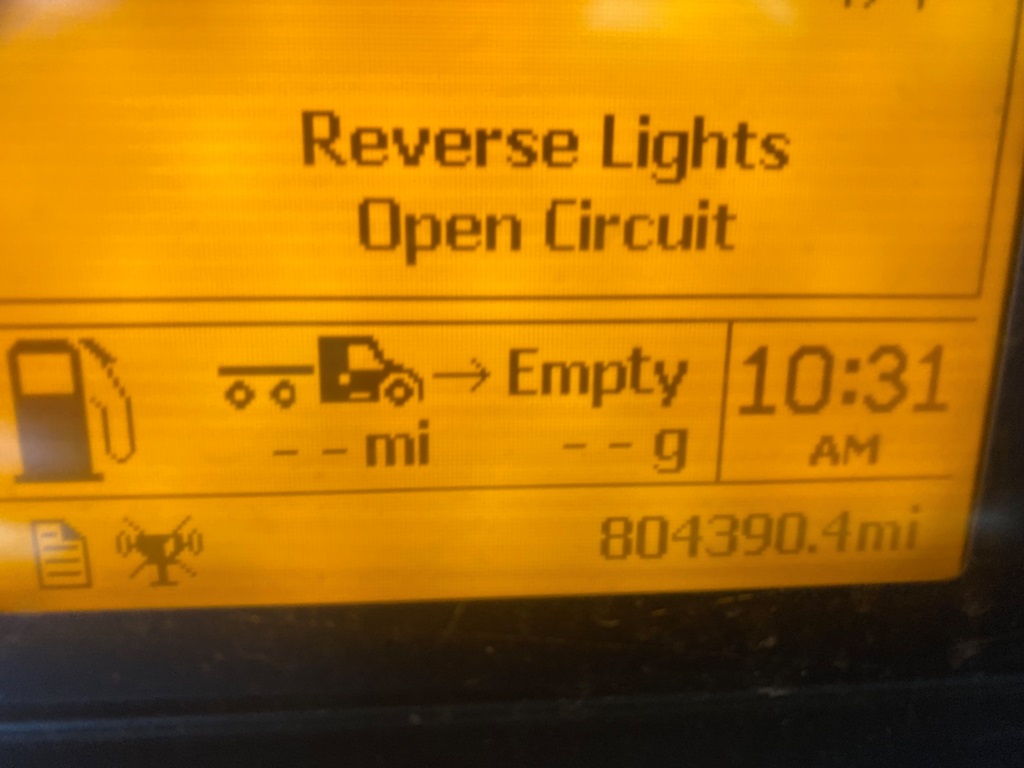 Reverse Lights
Open Circuit
→ Empty
-- mi -- g
10:31
AM
804390.4mi